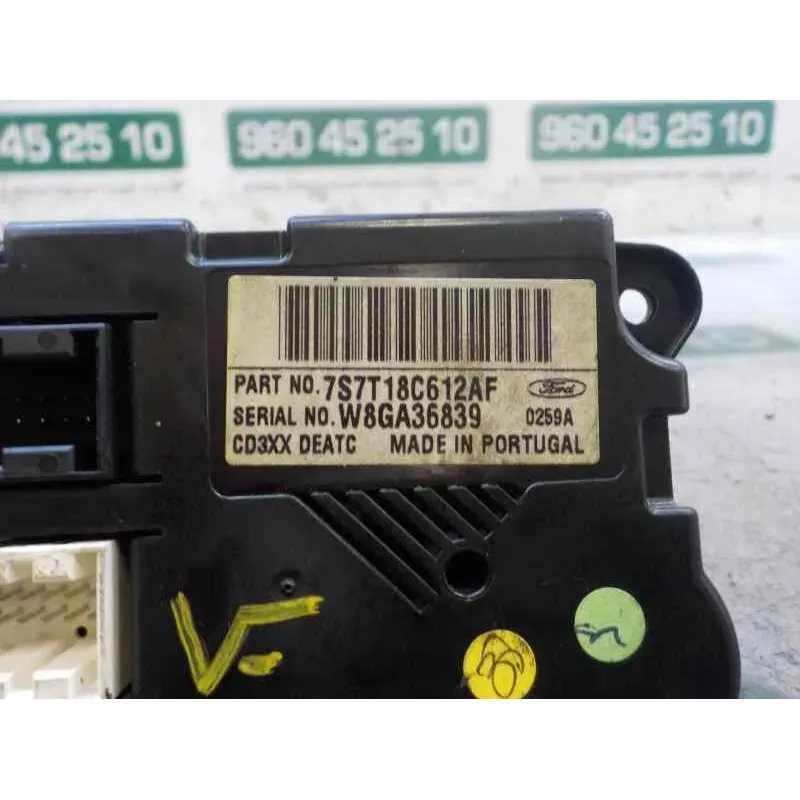 960 45 25 10
960 45 25 10
960 45 25 10
PART NO. 7S7T18C612AF Ford
SERIAL NO. W8GA36839 0259A
CD3XX DEATC MADE IN PORTUGAL
V-